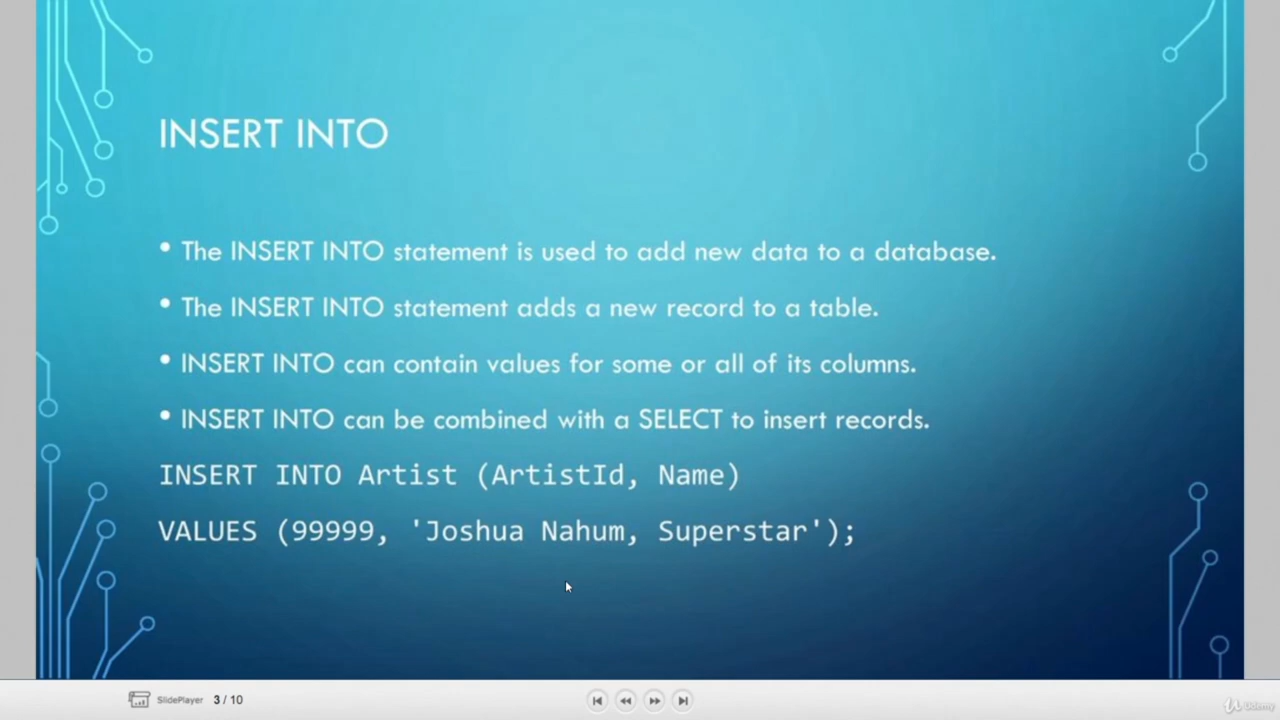 INSERT INTO
• The INSERT INTO statement is used to add new data to a database.
• The INSERT INTO statement adds a new record to a table.
• INSERT INTO can contain values for some or all of its columns.
• INSERT INTO can be combined with a SELECT to insert records.
INSERT INTO Artist (ArtistId, Name)
VALUES (99999, 'Joshua Nahum, Superstar');
SlidePlayer 3 / 10
Udemy